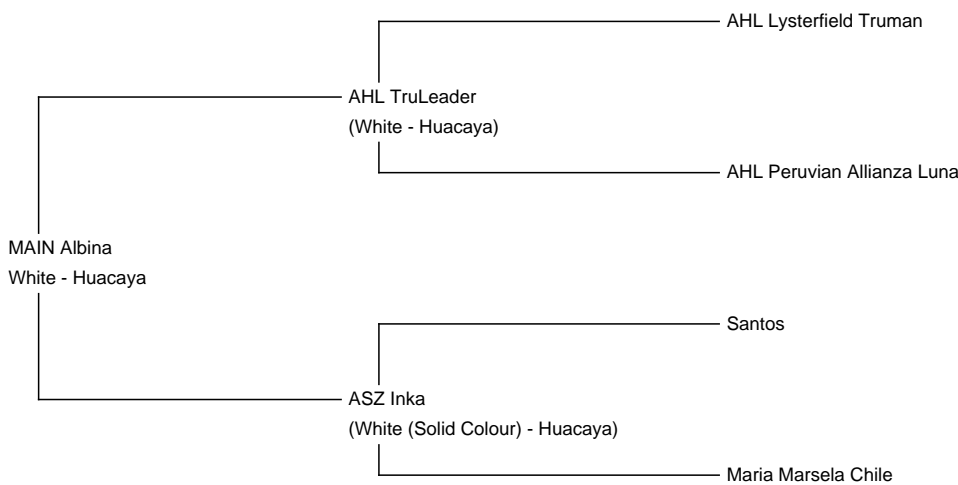 AHL Lysterfield Truman
AHL TruLeader
(White - Huacaya)
AHL Peruvian Allianza Luna
MAIN Albina
White - Huacaya
Santos
ASZ Inka
(White (Solid Colour) - Huacaya)
Maria Marsela Chile